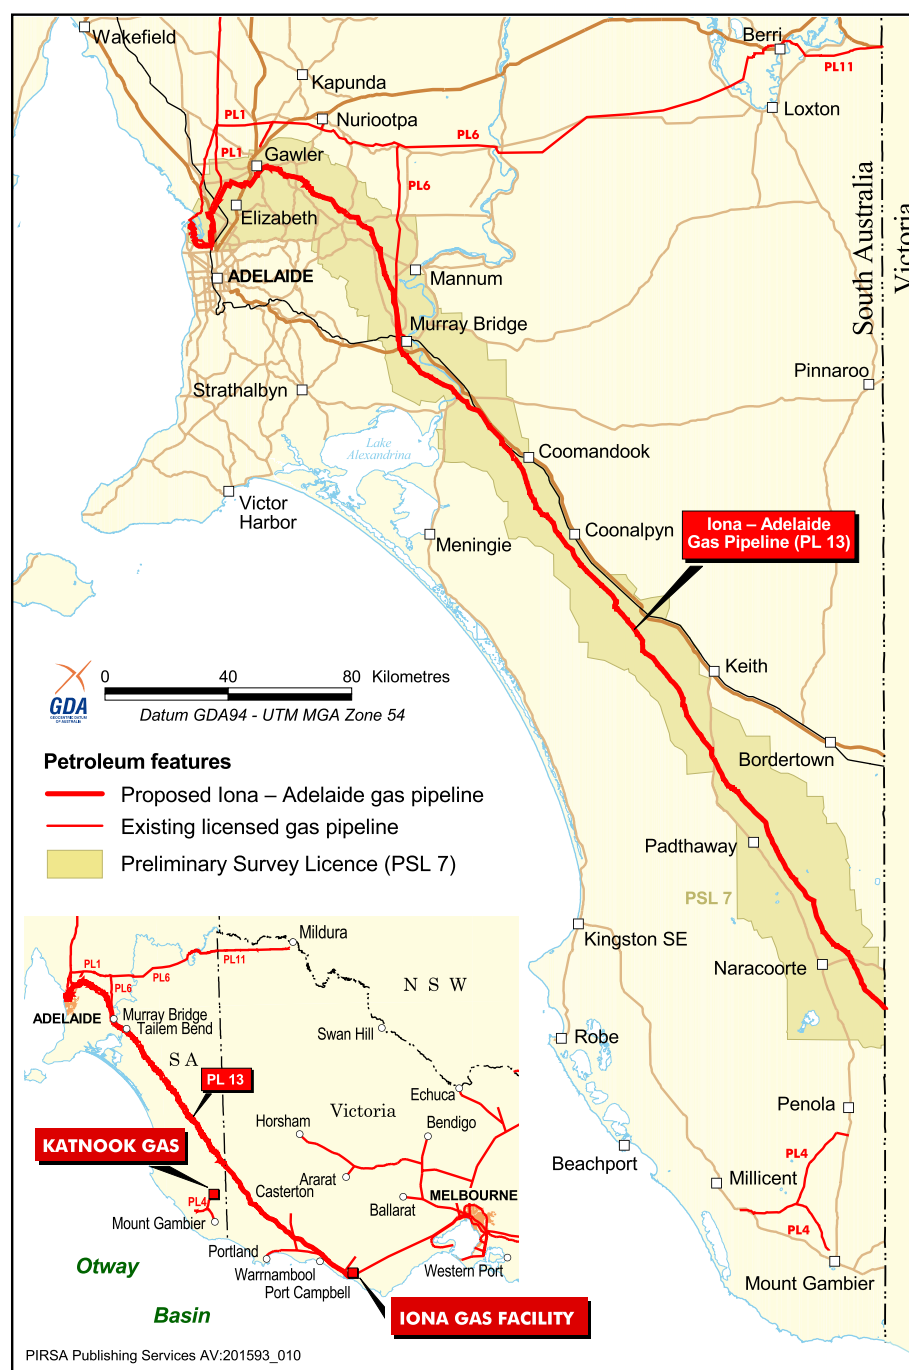 Wakefield
Berri
PL11
Kapunda
Loxton
PL1
Nuriootpa
PL6
PL1
Gawler
PL6
Elizabeth
South Australia
Victoria
ADELAIDE
Mannum
Murray Bridge
Pinnaroo
Strathalbyn
Lake
Alexandrina
Coomandook
Victor
Harbor
Coonalpyn
Iona – Adelaide
Gas Pipeline (PL 13)
Meningie
Keith
0 40 80 Kilometres
GDA
GEOCENTRIC DATUM
OF AUSTRALIA
Datum GDA94 - UTM MGA Zone 54
Bordertown
Petroleum features
Proposed Iona – Adelaide gas pipeline
Existing licensed gas pipeline
Preliminary Survey Licence (PSL 7)
Padthaway
PSL 7
Kingston SE
Naracoorte
Robe
Penola
Beachport
PL4
Millicent
PL4
Mount Gambier
Mildura
PL1
PL6
PL11
PL6
N S W
ADELAIDE
Murray Bridge
Tailem Bend
Swan Hill
S A
PL 13
Echuca
Victoria
Horsham
Bendigo
KATNOOK GAS
Ararat
Casterton
PL4
Ballarat
MELBOURNE
Mount Gambier
Portland
Warrnambool
Port Campbell
Western Port
Otway
Basin
IONA GAS FACILITY
PIRSA Publishing Services AV:201593_010